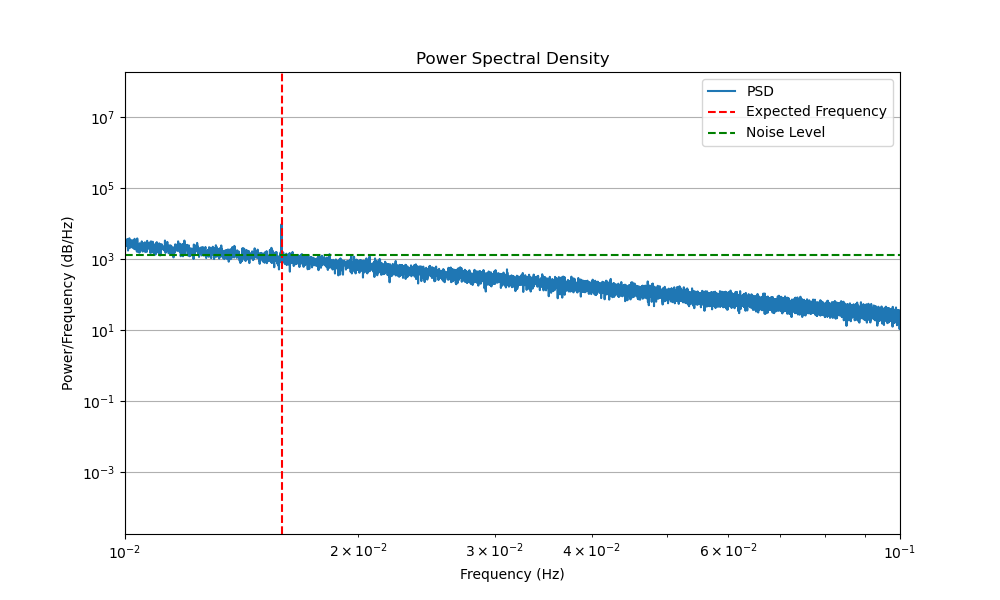 Power Spectral Density
PSD
Expected Frequency
Noise Level
Power/Frequency (dB/Hz)
10⁷
10⁵
10³
10¹
10⁻¹
10⁻³
10⁻²
2 × 10⁻²
3 × 10⁻²
4 × 10⁻²
6 × 10⁻²
10⁻¹
Frequency (Hz)